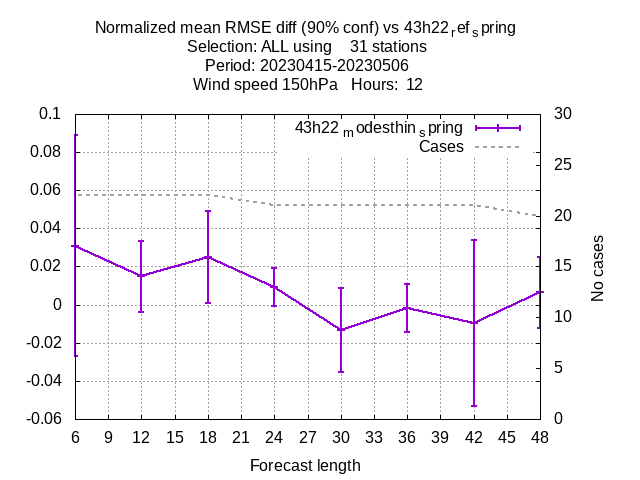 Normalized mean RMSE diff (90% conf) vs 43h22refspring
Selection: ALL using 31 stations
Period: 20230415-20230506
Wind speed 150hPa Hours: 12
43h22modesthinspring
Cases
0.1
0.08
0.06
0.04
0.02
0
-0.02
-0.04
-0.06
30
25
20
15
10
5
0
No cases
6 9 12 15 18 21 24 27 30 33 36 39 42 45 48
Forecast length